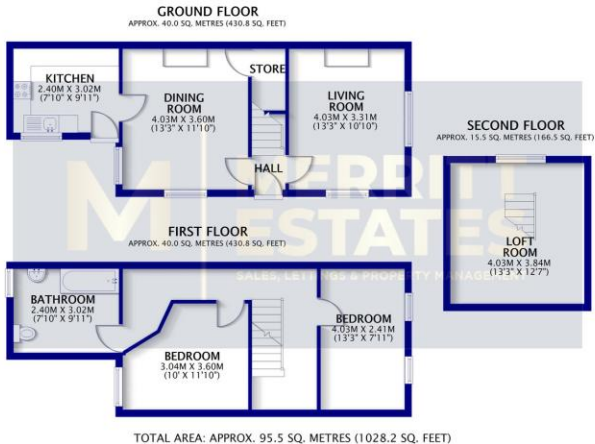 GROUND FLOOR
APPROX. 40.0 SQ. METRES (430.8 SQ. FEET)
KITCHEN
2.40M X 3.02M
(7'10" X 9'11")
DINING
ROOM
4.03M X 3.60M
(13'3" X 11'10")
STORE
LIVING
ROOM
4.03M X 3.31M
(13'3" X 10'10")
HALL
SECOND FLOOR
APPROX. 15.5 SQ. METRES (166.5 SQ. FEET)
LOFT
ROOM
4.03M X 3.84M
(13'3" X 12'7")
M
MERRITT
ESTATES
SALES, LETTINGS & PROPERTY MANAGEMENT
FIRST FLOOR
APPROX. 40.0 SQ. METRES (430.8 SQ. FEET)
BATHROOM
2.40M X 3.02M
(7'10" X 9'11")
BEDROOM
3.04M X 3.60M
(10' X 11'10")
BEDROOM
4.03M X 2.41M
(13'3" X 7'11")
TOTAL AREA: APPROX. 95.5 SQ. METRES (1028.2 SQ. FEET)